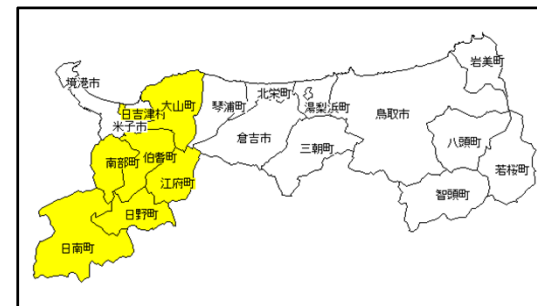 岩美町
境港市
北栄町
大山町
琴浦町
湯梨浜町
鳥取市
日吉津村
米子市
倉吉市
三朝町
八頭町
南部町
伯耆町
若桜町
江府町
智頭町
日野町
日南町